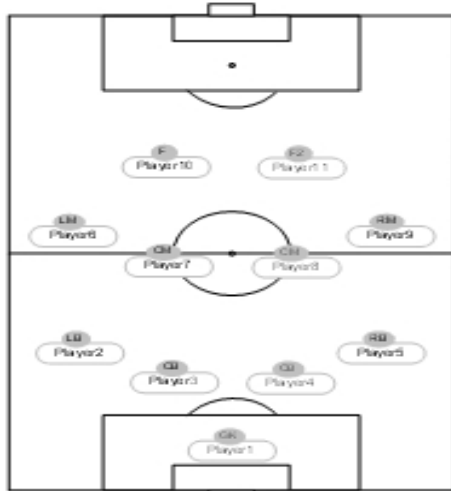 F
F2
Player10
Player11
LM
RM
Player6
Player9
CM
CM
Player7
Player8
LB
RB
Player2
Player5
CB
CB
Player3
Player4
GK
Player1